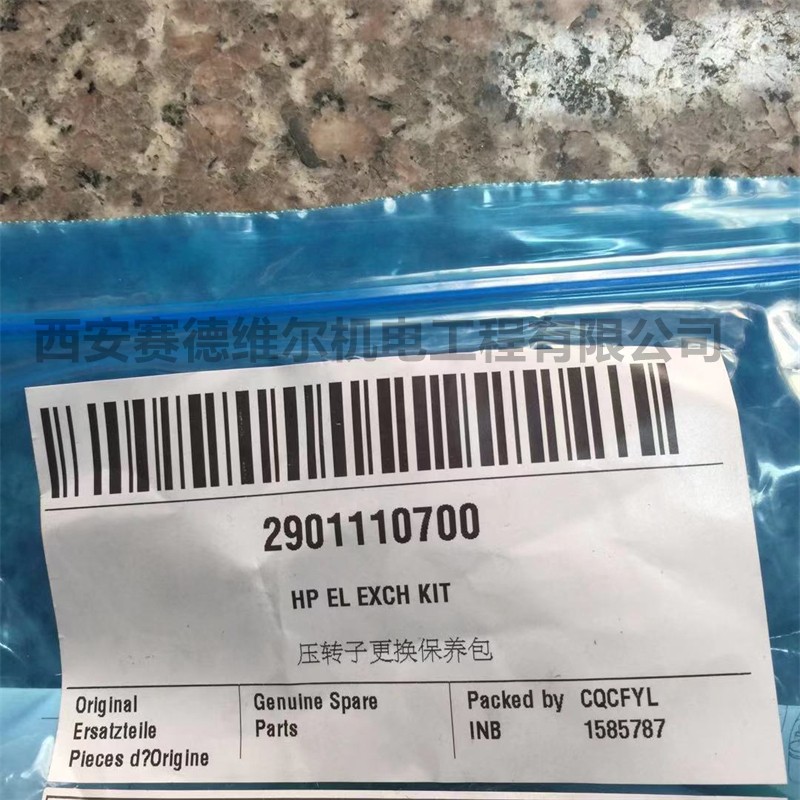 西安赛德维尔机电工程有限公司
2901110700
HP EL EXCH KIT
压转子更换保养包
Original
Ersatzteile
Pieces d?Origine
Genuine Spare
Parts
Packed by CQCFYL
INB 1585787